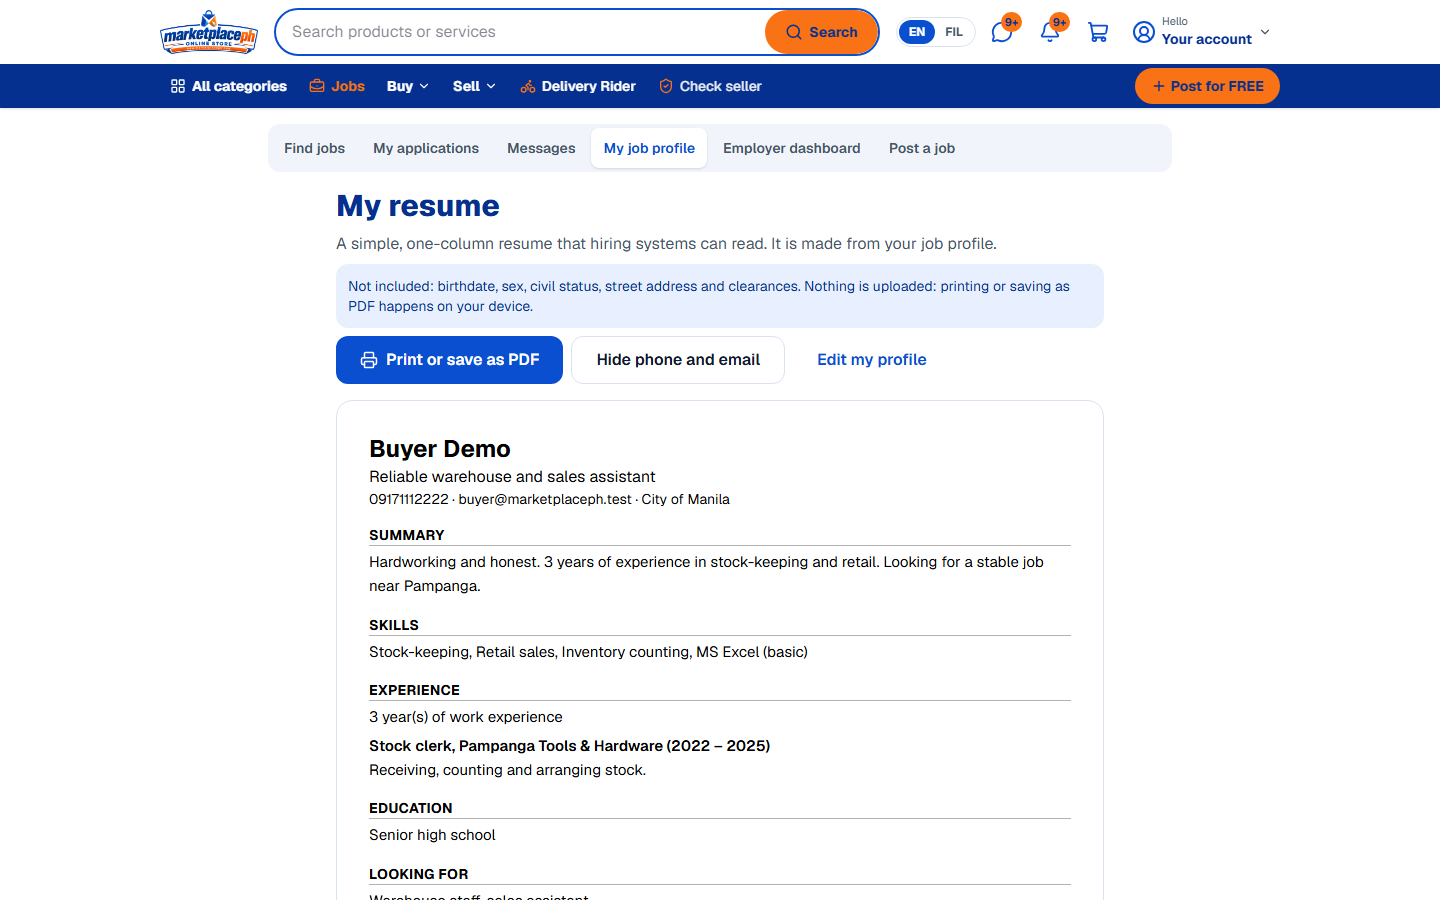 marketplaceph
ONLINE STORE
Search products or services
Search
EN
FIL
9+
9+
Hello
Your account
All categories
Jobs
Buy
Sell
Delivery Rider
Check seller
+ Post for FREE
Find jobs
My applications
Messages
My job profile
Employer dashboard
Post a job
My resume
A simple, one-column resume that hiring systems can read. It is made from your job profile.
Not included: birthdate, sex, civil status, street address and clearances. Nothing is uploaded: printing or saving as
PDF happens on your device.
Print or save as PDF
Hide phone and email
Edit my profile
Buyer Demo
Reliable warehouse and sales assistant
09171112222 · buyer@marketplaceph.test · City of Manila
SUMMARY
Hardworking and honest. 3 years of experience in stock-keeping and retail. Looking for a stable job
near Pampanga.
SKILLS
Stock-keeping, Retail sales, Inventory counting, MS Excel (basic)
EXPERIENCE
3 year(s) of work experience
Stock clerk, Pampanga Tools & Hardware (2022 – 2025)
Receiving, counting and arranging stock.
EDUCATION
Senior high school
LOOKING FOR
Warehouse staff, sales assistant